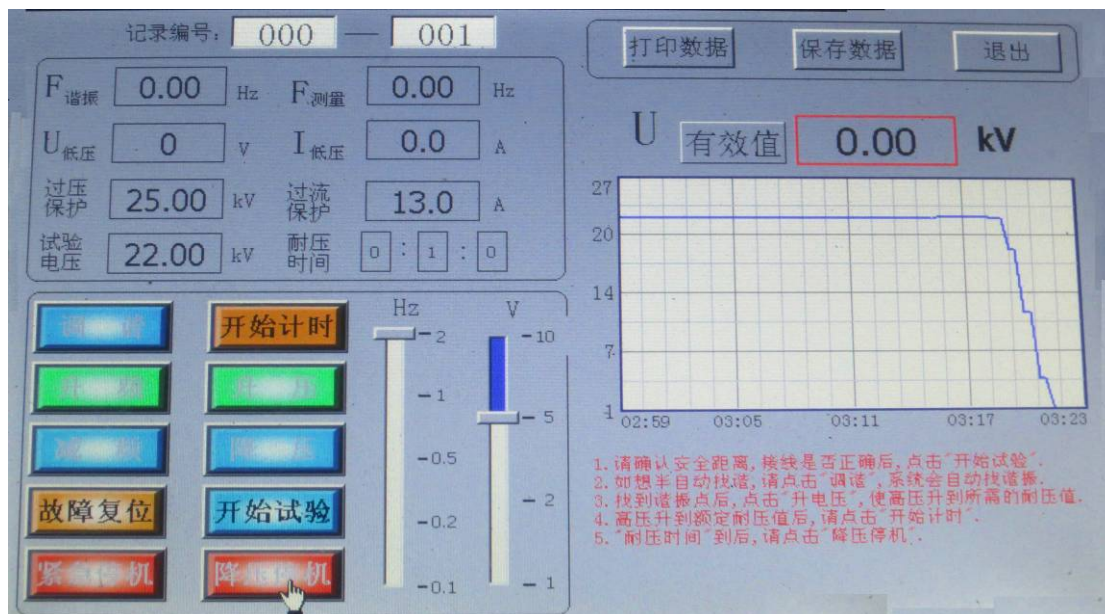 记录编号: 000 — 001
F谐振 0.00 Hz F测量 0.00 Hz
U低压 0 V I低压 0.0 A
过压保护 25.00 kV 过流保护 13.0 A
试验电压 22.00 kV 耐压时间 0 : 1 : 0
开始计时
故障复位 开始试验
紧急停机 降压停机
Hz V
2 10
1
5
0.5
2
0.2
0.1 1
打印数据 保存数据 退出
U 有效值 0.00 kV
27
20
14
7
1
02:59 03:05 03:11 03:17 03:23
1.请确认安全距离,接线是否正确后,点击"开始试验".
2.如想半自动找谐,请点击"调谐",系统会自动找谐振.
3.找到谐振点后,点击"升电压",使高压升到所需的耐压值.
4.高压升到额定耐压值后,请点击"开始计时".
5."耐压时间"到后,请点击"降压停机".